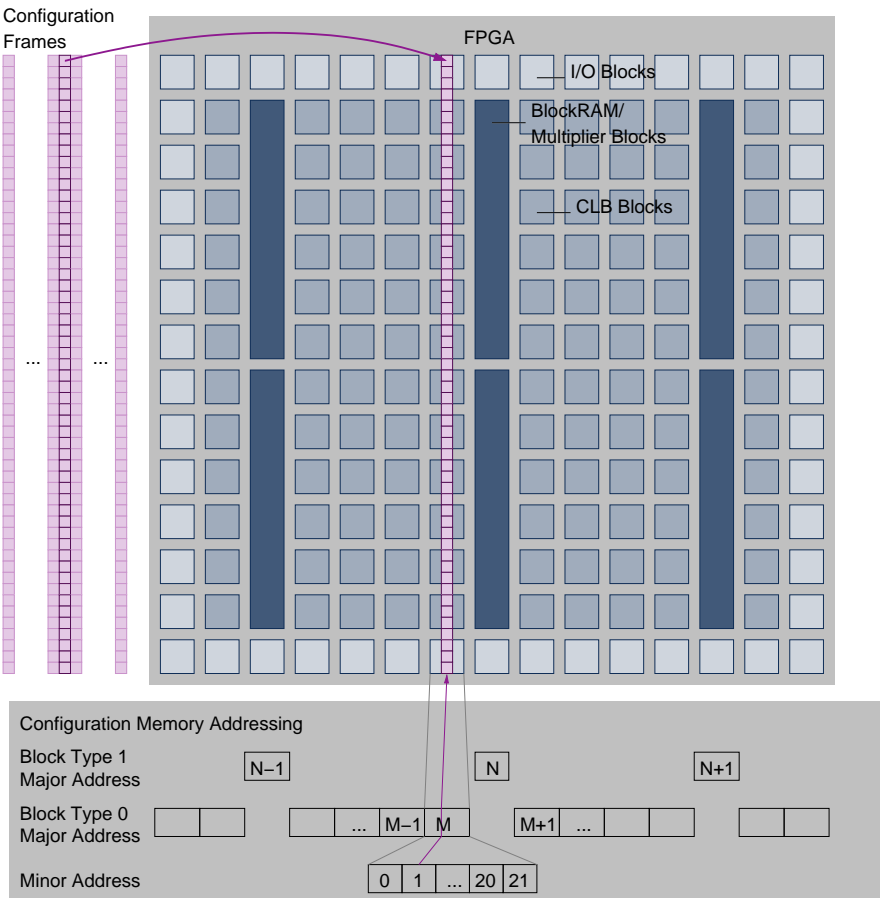 Configuration
Frames
FPGA
I/O Blocks
BlockRAM/
Multiplier Blocks
CLB Blocks
... ...
Configuration Memory Addressing
Block Type 1
Major Address
N−1 N N+1
Block Type 0
Major Address
... M−1 M M+1 ...
Minor Address
0 1 ... 20 21